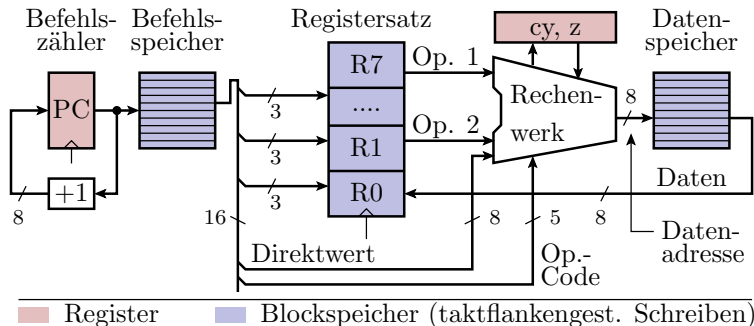 Befehls-
zähler
Befehls-
speicher
Registersatz
cy, z
Daten-
speicher
PC
+1
8
16
3
3
3
R7
....
R1
R0
Op. 1
Op. 2
Rechen-
werk
8
Daten
8
5
8
Direktwert
Op.-
Code
Daten-
adresse
Register
Blockspeicher (taktflankengest. Schreiben)